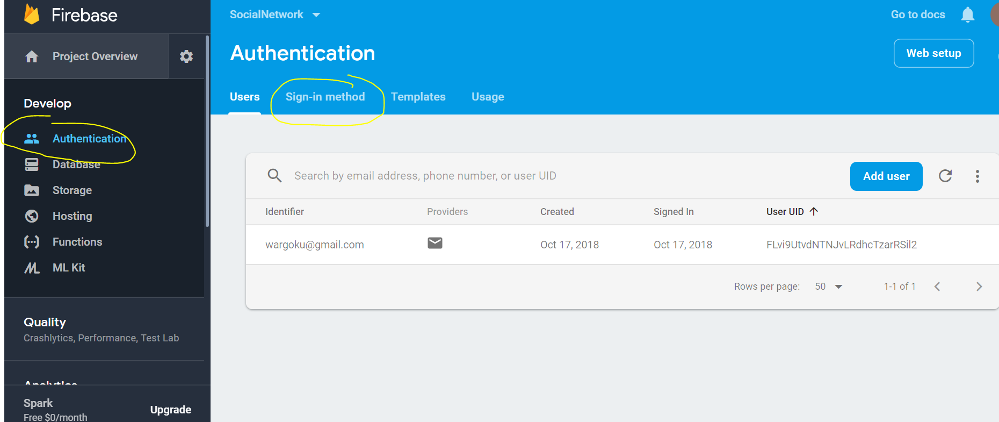 Firebase
SocialNetwork
Go to docs
Project Overview
Authentication
Web setup
Develop
Users Sign-in method Templates Usage
Authentication
Database
Storage
Hosting
Functions
ML Kit
Search by email address, phone number, or user UID
Add user
Identifier Providers Created Signed In User UID
wargoku@gmail.com Oct 17, 2018 Oct 17, 2018 FLvi9UtvdNTNJvLRdhcTzarRSil2
Rows per page: 50 1-1 of 1
Quality
Crashlytics, Performance, Test Lab
Analytics
Spark
Free $0/month
Upgrade